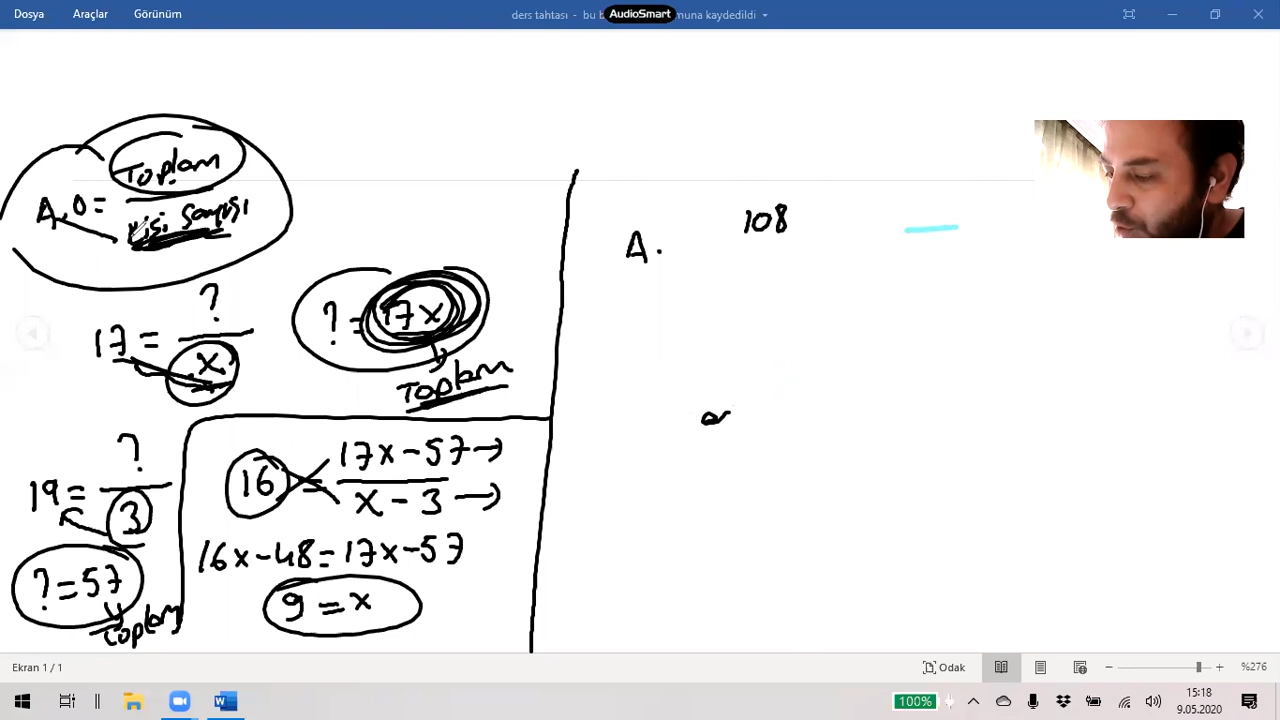 Dosya Araçlar Görünüm
ders tahtası - bu b
AudioSmart
muna kaydedildi
Toplam
A.O =
kişi sayısı
17 = ? / x
? = 17x
Toplam
19 = ? / 3
? = 57
Toplam
16 = 17x - 57 →
x - 3 →
16x - 48 = 17x - 57
9 = x
108
A.
Ekran 1 / 1
Odak
%276
100%
15:18
9.05.2020